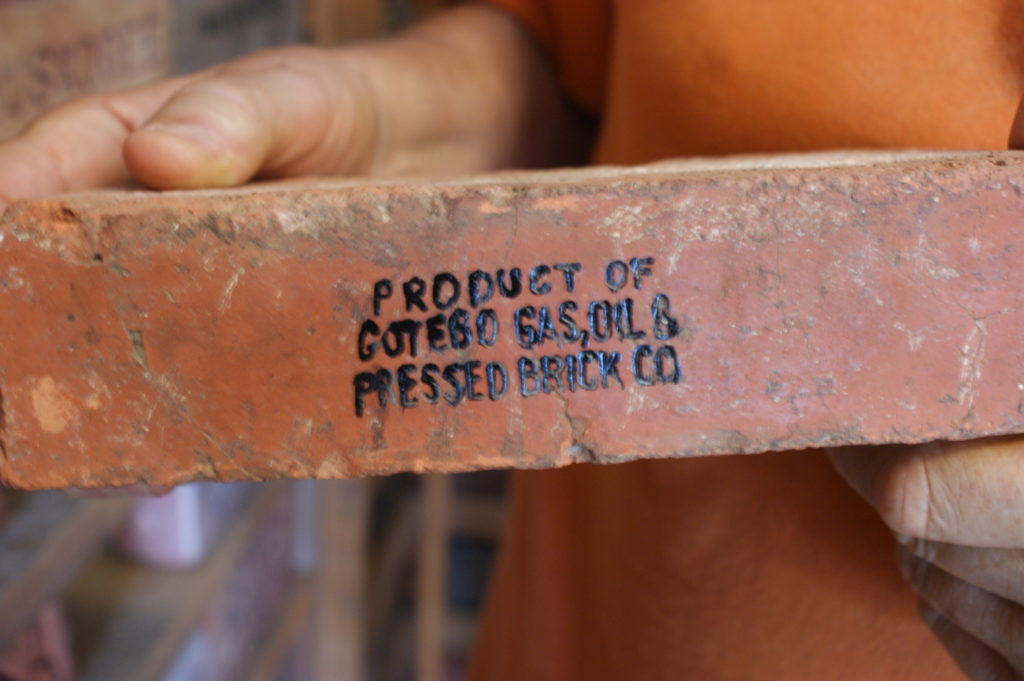 PRODUCT OF
GOTEBO GAS, OIL &
PRESSED BRICK CO